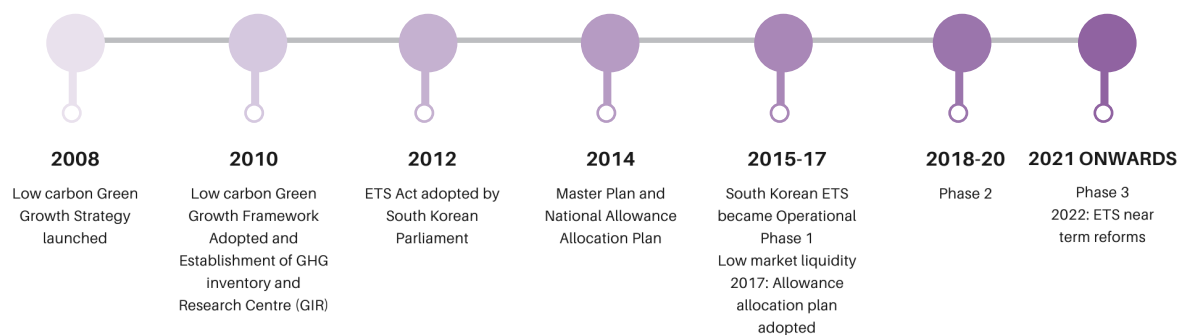 2008
Low carbon Green
Growth Strategy
launched
2010
Low carbon Green
Growth Framework
Adopted and
Establishment of GHG
inventory and
Research Centre (GIR)
2012
ETS Act adopted by
South Korean
Parliament
2014
Master Plan and
National Allowance
Allocation Plan
2015-17
South Korean ETS
became Operational
Phase 1
Low market liquidity
2017: Allowance
allocation plan
adopted
2018-20
Phase 2
2021 ONWARDS
Phase 3
2022: ETS near
term reforms